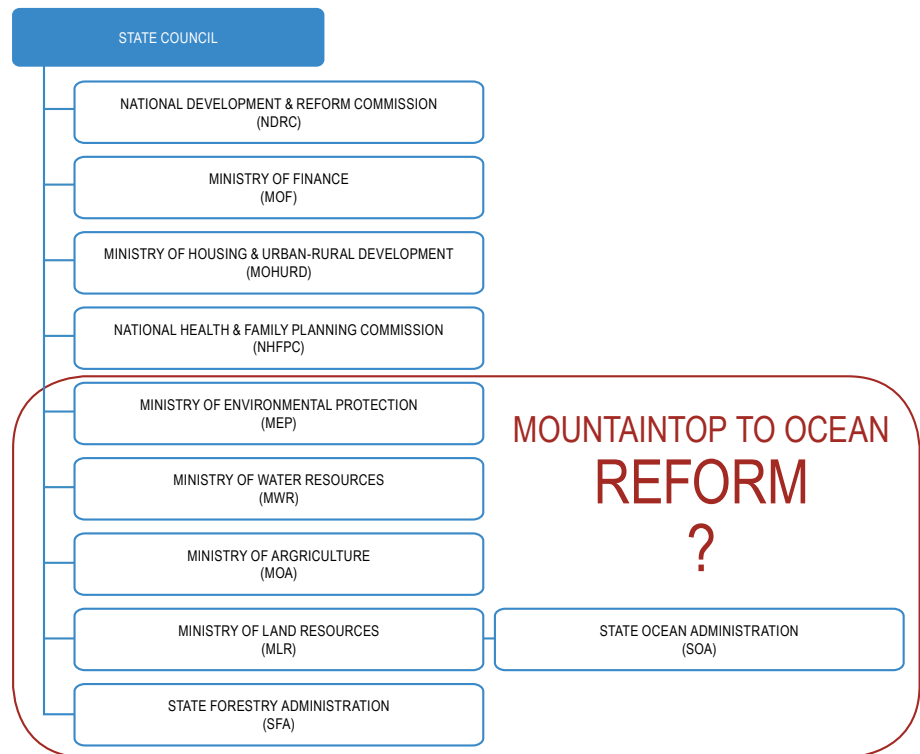 STATE COUNCIL
NATIONAL DEVELOPMENT & REFORM COMMISSION
(NDRC)
MINISTRY OF FINANCE
(MOF)
MINISTRY OF HOUSING & URBAN-RURAL DEVELOPMENT
(MOHURD)
NATIONAL HEALTH & FAMILY PLANNING COMMISSION
(NHFPC)
MINISTRY OF ENVIRONMENTAL PROTECTION
(MEP)
MOUNTAINTOP TO OCEAN
REFORM
?
MINISTRY OF WATER RESOURCES
(MWR)
MINISTRY OF ARGRICULTURE
(MOA)
MINISTRY OF LAND RESOURCES
(MLR)
STATE OCEAN ADMINISTRATION
(SOA)
STATE FORESTRY ADMINISTRATION
(SFA)